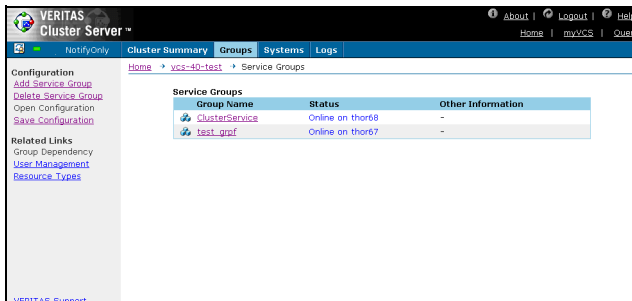 VERITAS
Cluster Server ™
About | Logout | Help
Home | myVCS |
NotifyOnly Cluster Summary Groups Systems Logs
Home vcs-40-test Service Groups
Configuration
Add Service Group
Delete Service Group
Open Configuration
Save Configuration
Related Links
Group Dependency
User Management
Resource Types
Service Groups
Group Name Status Other Information
ClusterService Online on thor68 -
test_grpf Online on thor67 -
VERITAS Support